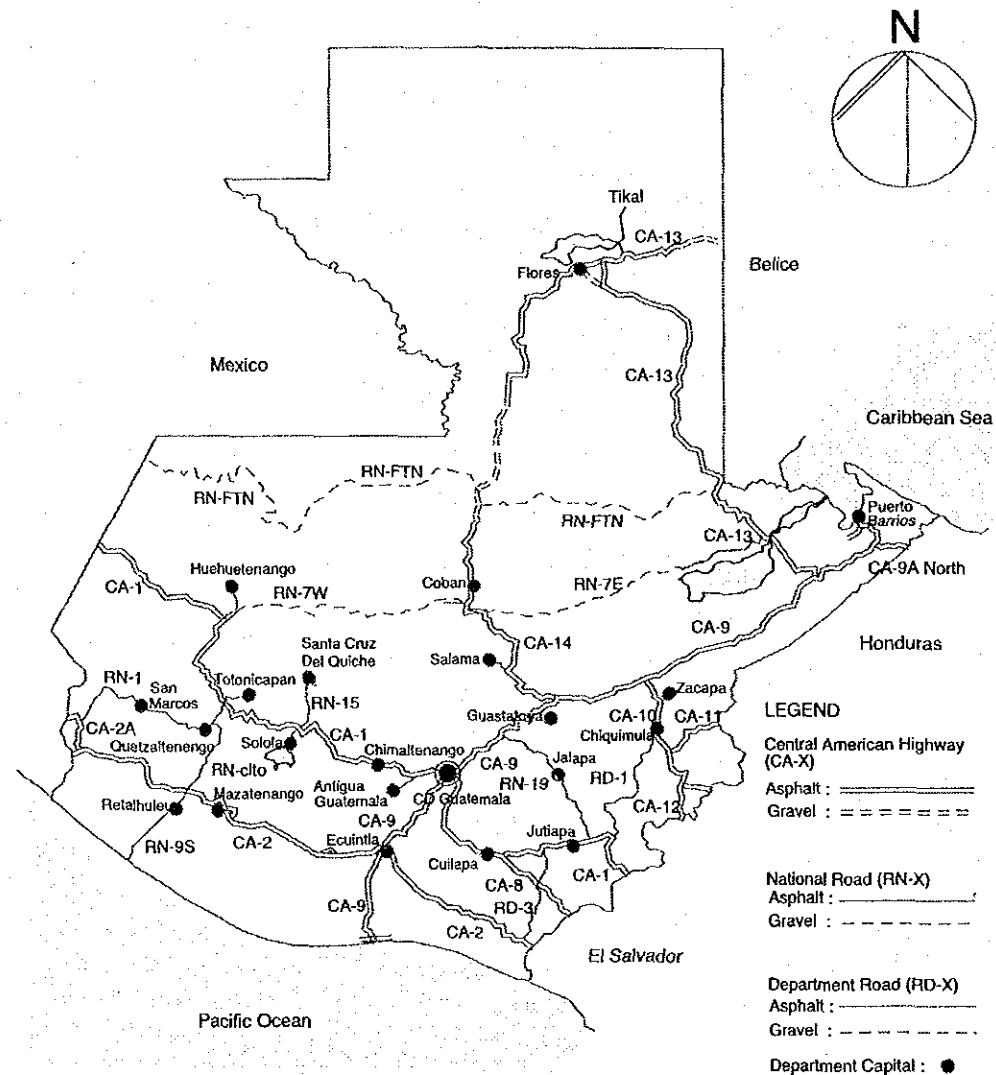 N
Tikal
CA-13
Flores
Belice
Mexico
CA-13
Caribbean Sea
RN-FTN
RN-FTN
RN-FTN
Puerto
Barrios
CA-13
CA-1
Huehuetenango
Coban
RN-7E
CA-9A North
RN-7W
CA-9
Honduras
Santa Cruz
Del Quiche
CA-14
Salama
RN-1
San
Marcos
Totonicapan
RN-15
Zacapa
CA-2A
Guastatoya
CA-10
CA-11
Quetzaltenengo
Solola
CA-1
Chiquimula
Chimaltenango
CA-9
Jalapa
RN-clto
Antigua
Guatemala
RN-19
RD-1
Retalhuleu
Mazatenango
CD Guatemala
CA-9
CA-12
CA-2
Ecuintla
Jutiapa
RN-9S
Cuilapa
CA-8
CA-1
CA-9
RD-3
CA-2
El Salvador
Pacific Ocean
LEGEND
Central American Highway
(CA-X)
Asphalt :
Gravel :
National Road (RN-X)
Asphalt :
Gravel :
Department Road (RD-X)
Asphalt :
Gravel :
Department Capital :